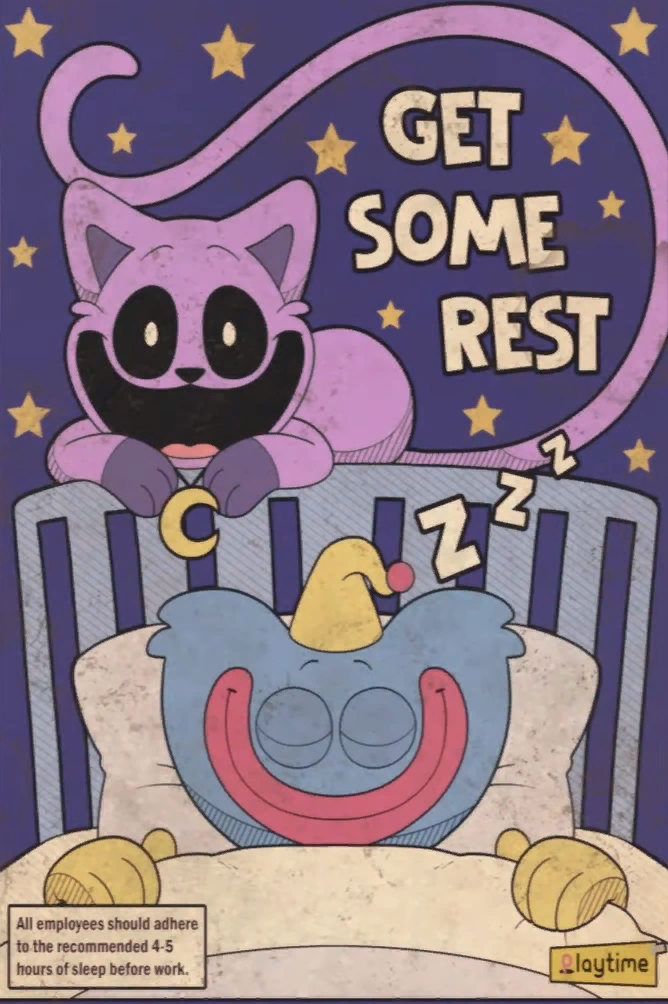 GET
SOME
REST
Z
Z
Z
All employees should adhere
to the recommended 4-5
hours of sleep before work.
Playtime